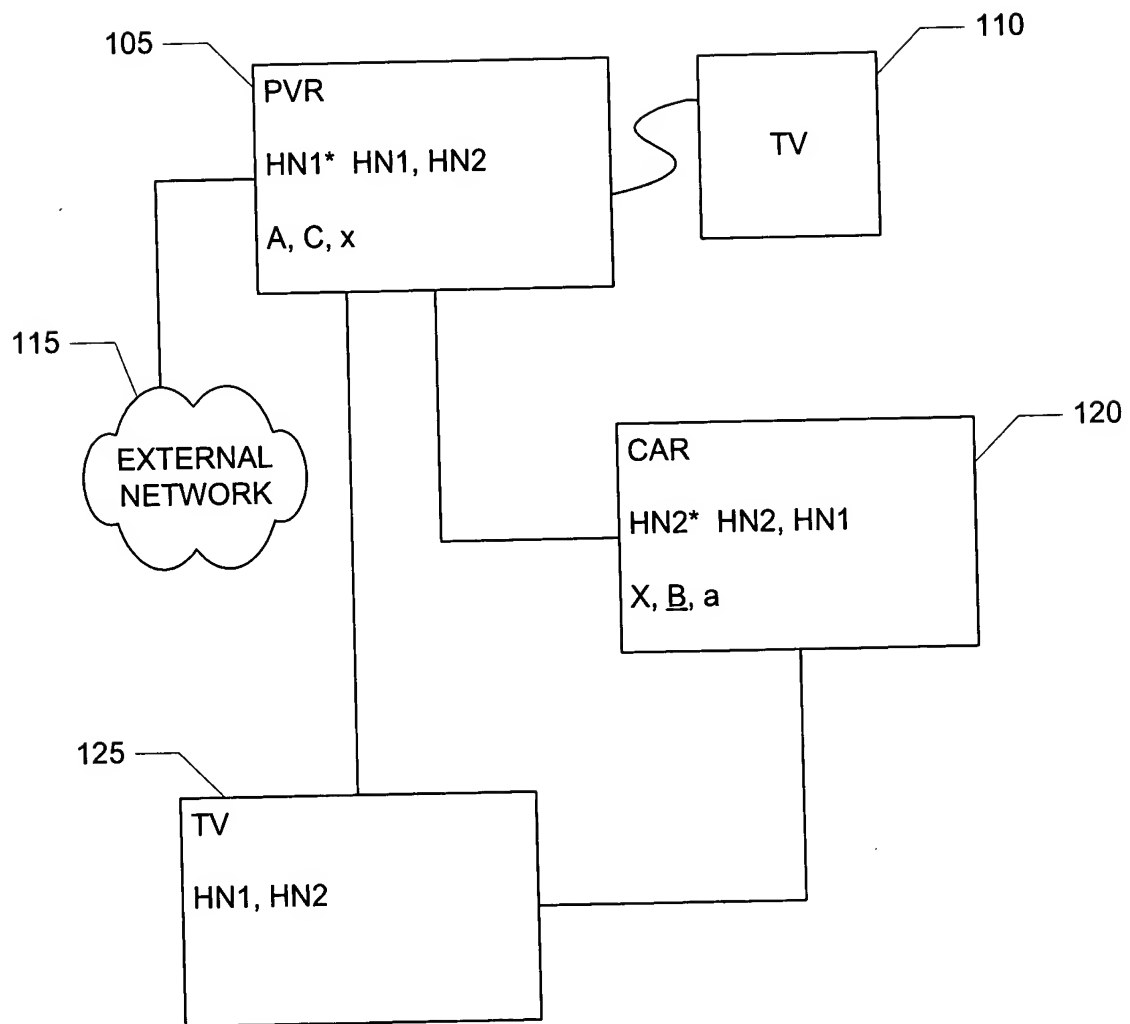 105
110
PVR
HN1* HN1, HN2
A, C, x
TV
115
EXTERNAL
NETWORK
120
CAR
HN2* HN2, HN1
X, B, a
125
TV
HN1, HN2